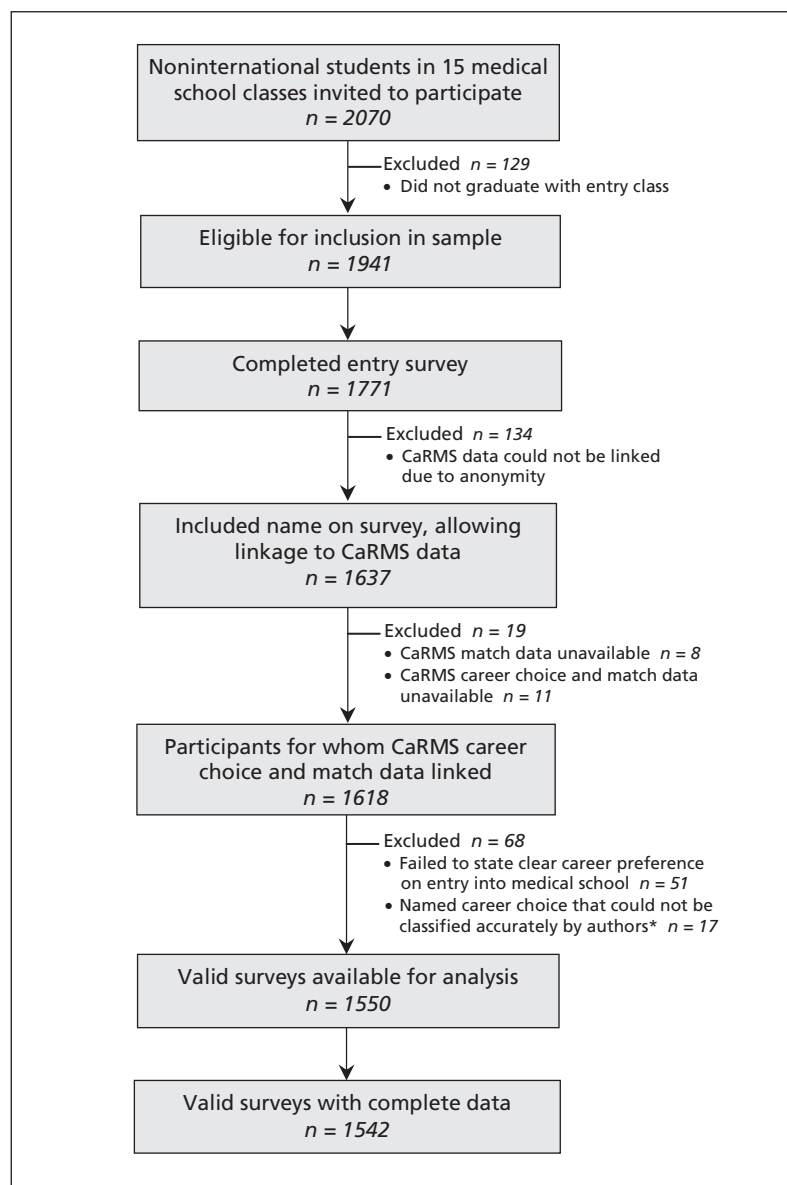 Noninternational students in 15 medical
school classes invited to participate
n = 2070
Excluded n = 129
• Did not graduate with entry class
Eligible for inclusion in sample
n = 1941
Completed entry survey
n = 1771
Excluded n = 134
• CaRMS data could not be linked
due to anonymity
Included name on survey, allowing
linkage to CaRMS data
n = 1637
Excluded n = 19
• CaRMS match data unavailable n = 8
• CaRMS career choice and match data
unavailable n = 11
Participants for whom CaRMS career
choice and match data linked
n = 1618
Excluded n = 68
• Failed to state clear career preference
on entry into medical school n = 51
• Named career choice that could not be
classified accurately by authors* n = 17
Valid surveys available for analysis
n = 1550
Valid surveys with complete data
n = 1542